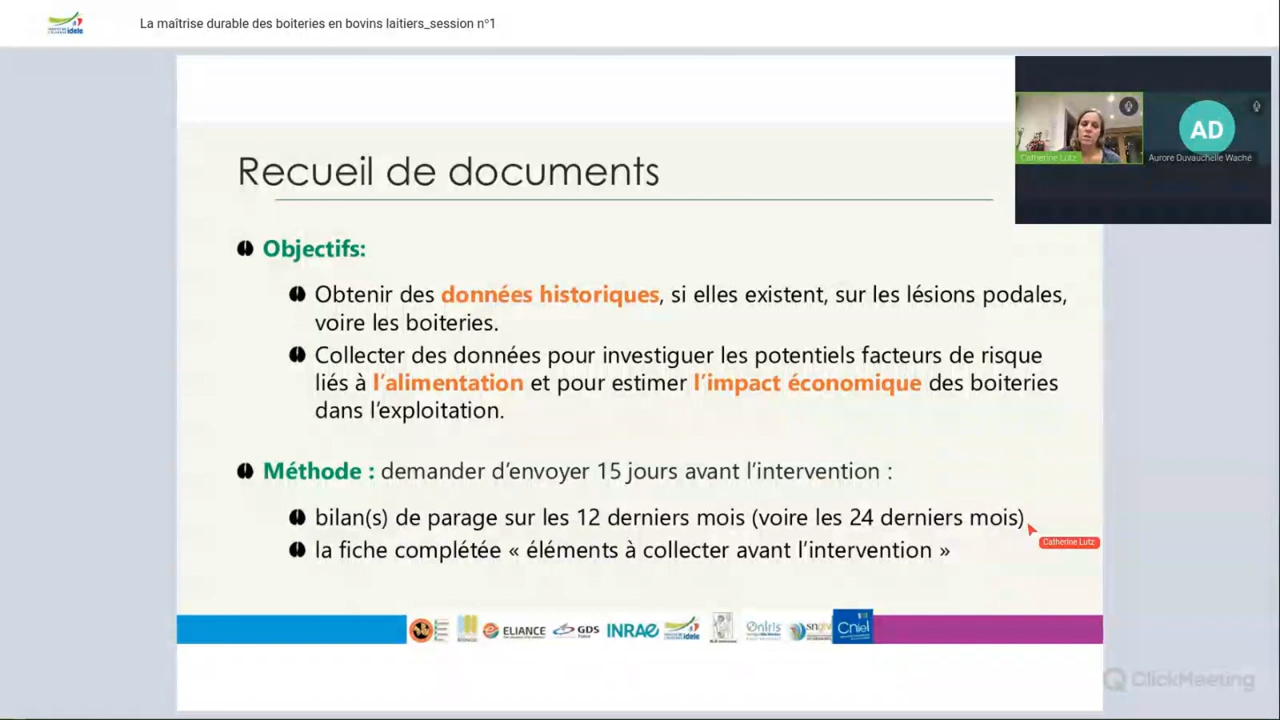 La maîtrise durable des boiteries en bovins laitiers_session n°1
idele
AD
Catherine Lutz
Aurore Duvauchelle Waché
Recueil de documents
Objectifs:
Obtenir des données historiques, si elles existent, sur les lésions podales,
voire les boiteries.
Collecter des données pour investiguer les potentiels facteurs de risque
liés à l'alimentation et pour estimer l'impact économique des boiteries
dans l'exploitation.
Méthode : demander d'envoyer 15 jours avant l'intervention :
bilan(s) de parage sur les 12 derniers mois (voire les 24 derniers mois)
Catherine Lutz
la fiche complétée « éléments à collecter avant l'intervention »
ELIANCE
GDS
France
INRAE
idele
Oniris
Cniel
ClickMeeting